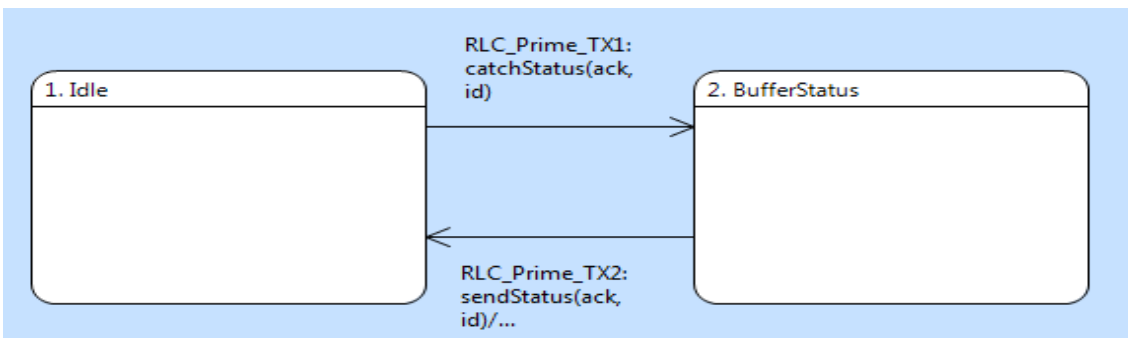 RLC_Prime_TX1:
catchStatus(ack,
id)
1. Idle
2. BufferStatus
RLC_Prime_TX2:
sendStatus(ack,
id)/...